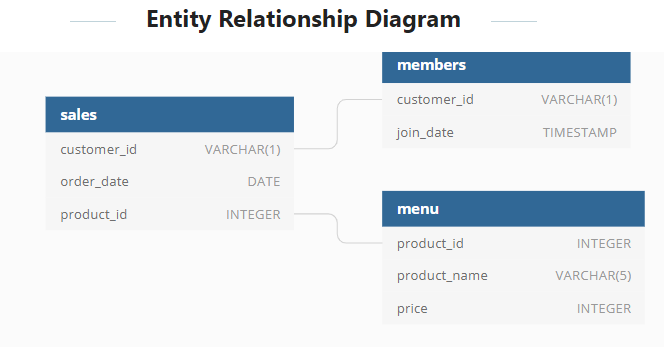 Entity Relationship Diagram
members
customer_id VARCHAR(1)
join_date TIMESTAMP
sales
customer_id VARCHAR(1)
order_date DATE
product_id INTEGER
menu
product_id INTEGER
product_name VARCHAR(5)
price INTEGER